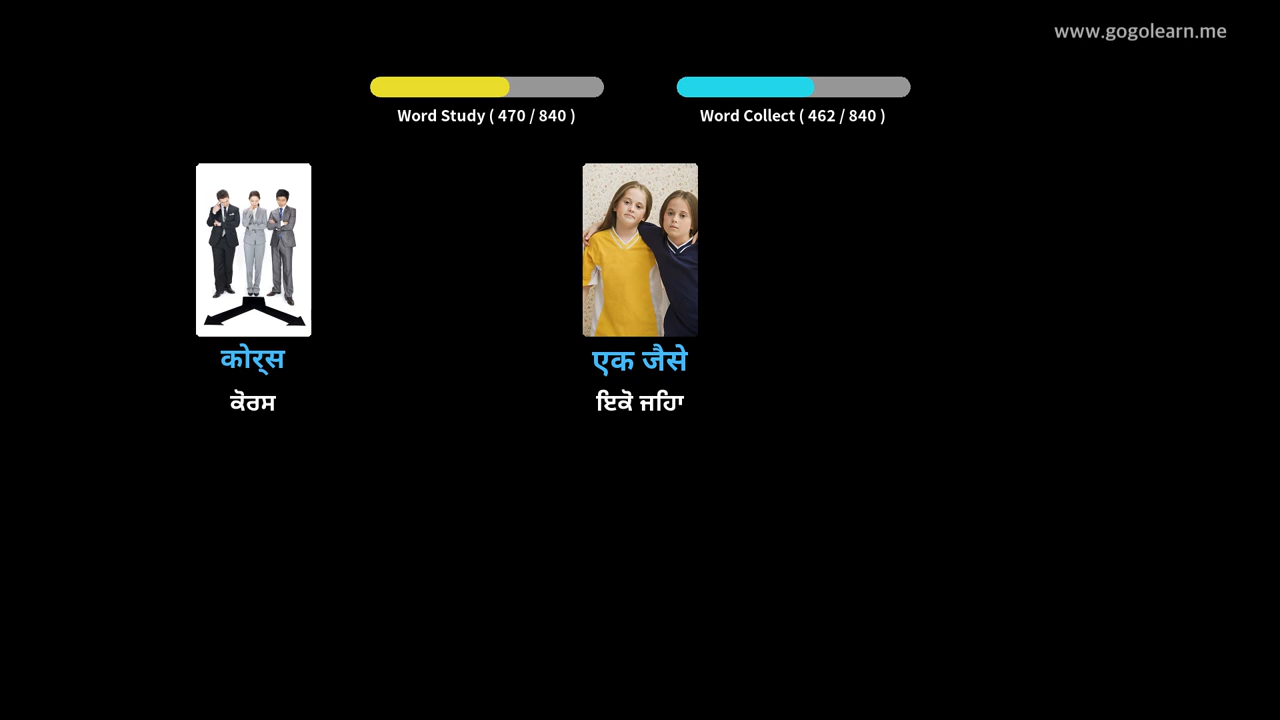 www.gogolearn.me
Word Study ( 470 / 840 )
Word Collect ( 462 / 840 )
कोर्स
ਕੋਰਸ
एक जैसे
ਇਕੋ ਜਹਿਾ